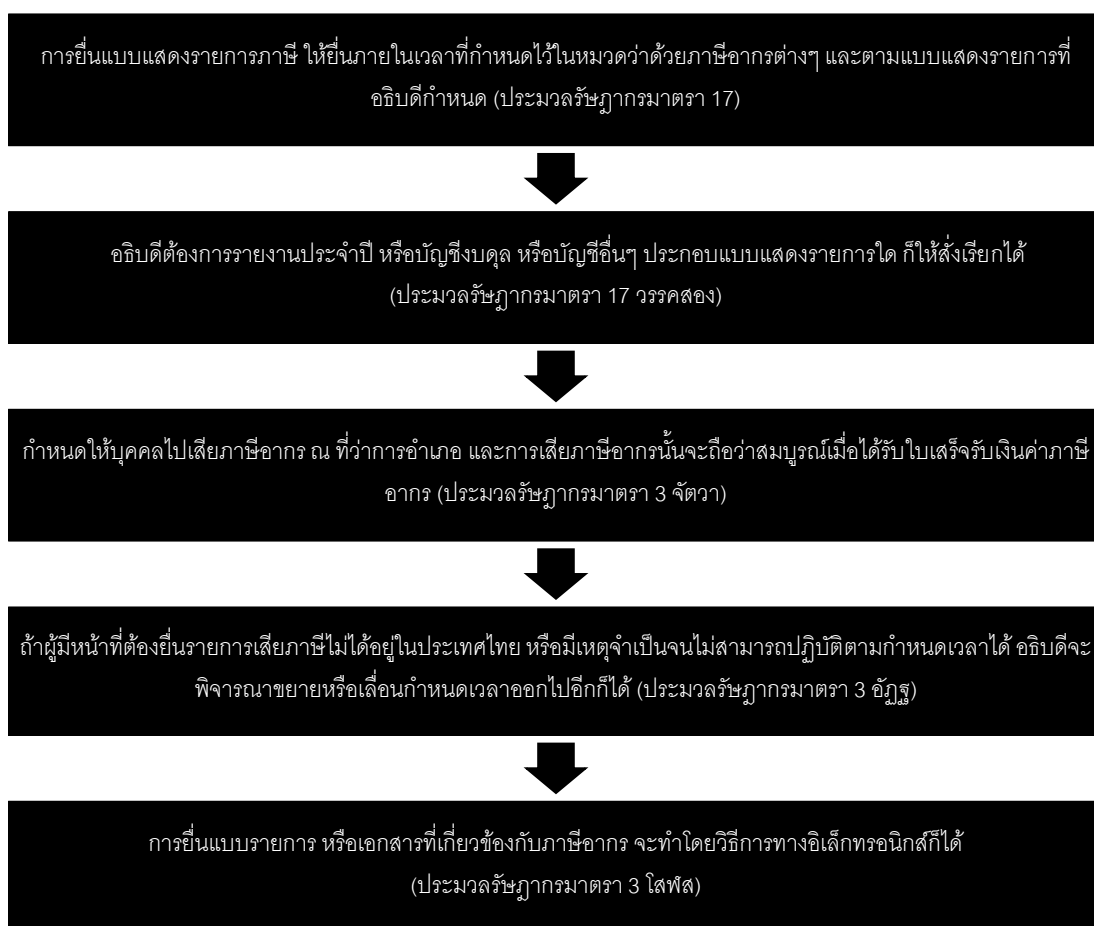 การยื่นแบบแสดงรายการภาษี ให้ยื่นภายในเวลาที่กำหนดไว้ในหมวดว่าด้วยภาษีอากรต่างๆ และตามแบบแสดงรายการที่
อธิบดีกำหนด (ประมวลรัษฎากรมาตรา 17)
อธิบดีต้องการรายงานประจำปี หรือบัญชีงบดุล หรือบัญชีอื่นๆ ประกอบแบบแสดงรายการใด ก็ให้สั่งเรียกได้
(ประมวลรัษฎากรมาตรา 17 วรรคสอง)
กำหนดให้บุคคลไปเสียภาษีอากร ณ ที่ว่าการอำเภอ และการเสียภาษีอากรนั้นจะถือว่าสมบูรณ์เมื่อได้รับใบเสร็จรับเงินค่าภาษี
อากร (ประมวลรัษฎากรมาตรา 3 จัตวา)
ถ้าผู้มีหน้าที่ต้องยื่นรายการเสียภาษีไม่ได้อยู่ในประเทศไทย หรือมีเหตุจำเป็นจนไม่สามารถปฏิบัติตามกำหนดเวลาได้ อธิบดีจะ
พิจารณาขยายหรือเลื่อนกำหนดเวลาออกไปอีกก็ได้ (ประมวลรัษฎากรมาตรา 3 อัฏฐ)
การยื่นแบบรายการ หรือเอกสารที่เกี่ยวข้องกับภาษีอากร จะทำโดยวิธีการทางอิเล็กทรอนิกส์ก็ได้
(ประมวลรัษฎากรมาตรา 3 โสฬส)